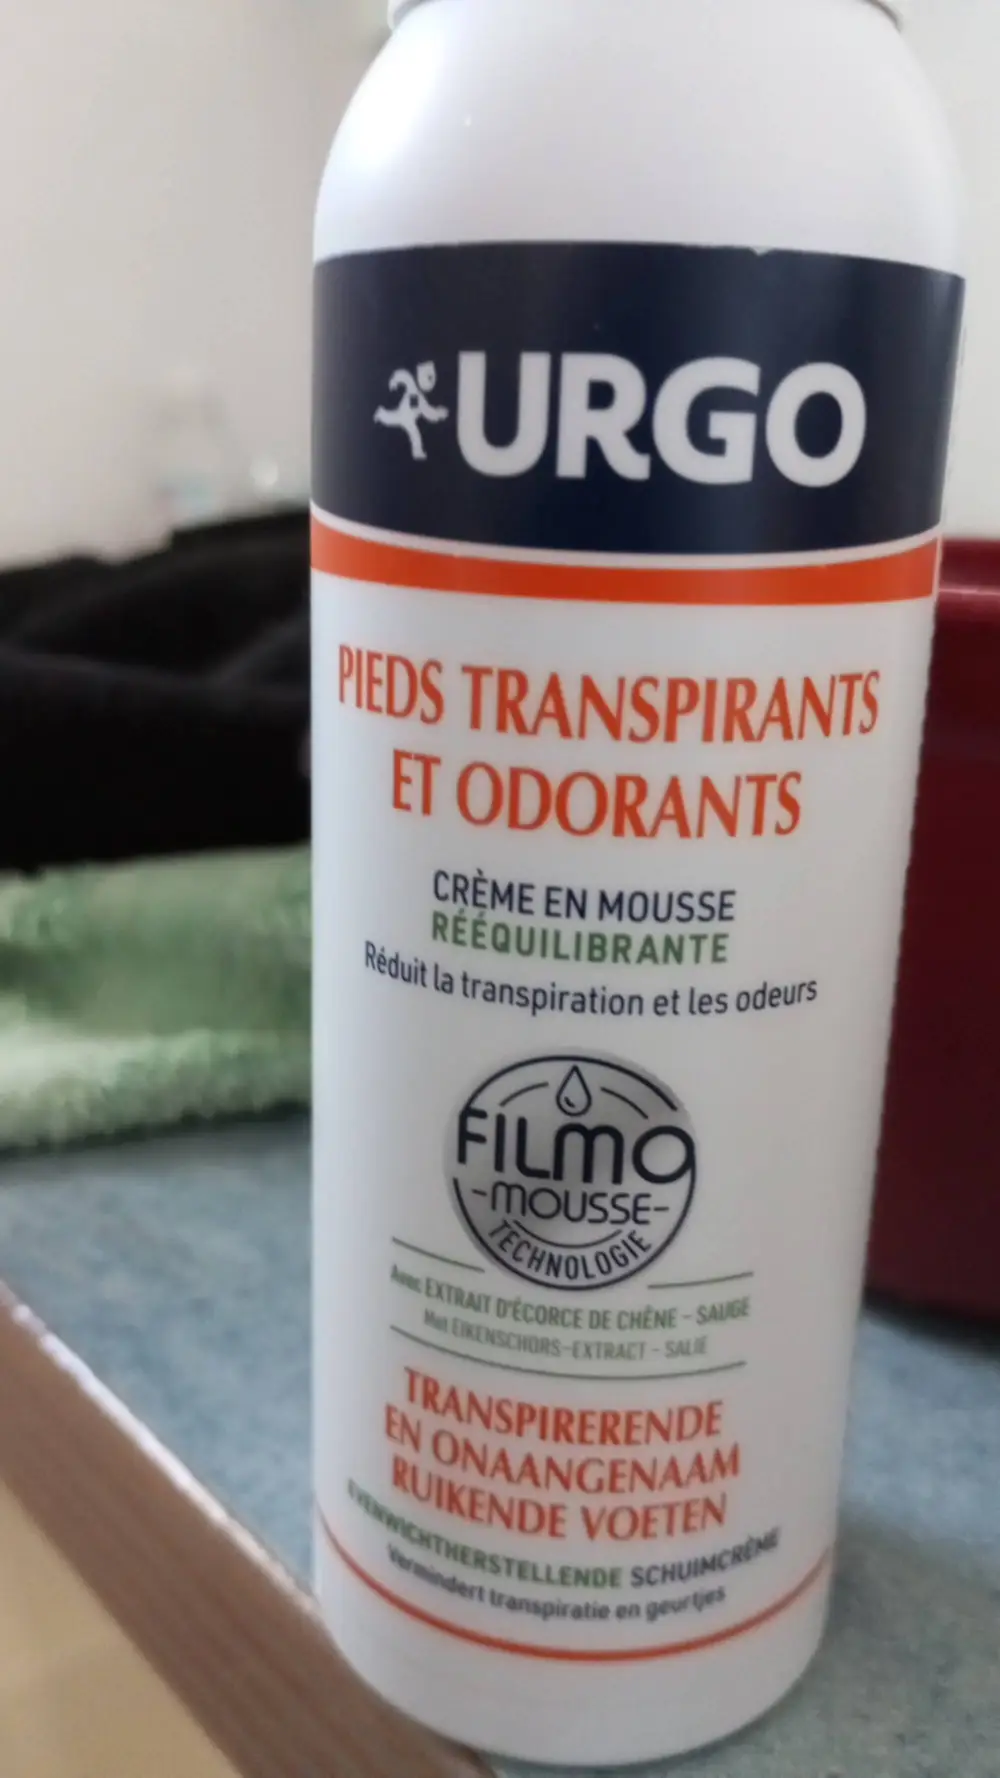 URGO
PIEDS TRANSPIRANTS
ET ODORANTS
CRÈME EN MOUSSE
RÉÉQUILIBRANTE
Réduit la transpiration et les odeurs
FILMO
-MOUSSE-
TECHNOLOGIE
Avec EXTRAIT D'ÉCORCE DE CHÊNE - SAUGE
Met EIKENSCHORS-EXTRACT - SALIE
TRANSPIRERENDE
EN ONAANGENAAM
RUIKENDE VOETEN
EVENWICHTHERSTELLENDE SCHUIMCRÈME
Vermindert transpiratie en geurtjes